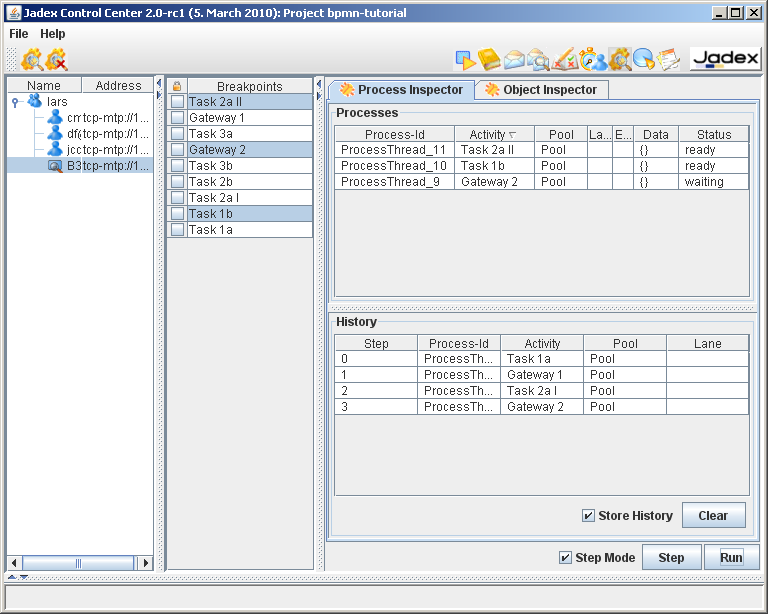 Jadex Control Center 2.0-rc1 (5. March 2010): Project bpmn-tutorial
File Help
Jadex
Name Address
lars
tcp-mtp://1...
tcp-mtp://1...
tcp-mtp://1...
B3 tcp-mtp://1...
Breakpoints
Task 2a II
Gateway 1
Task 3a
Gateway 2
Task 3b
Task 2b
Task 2a I
Task 1b
Task 1a
Process Inspector Object Inspector
Processes
Process-Id Activity Pool La... E... Data Status
ProcessThread_11 Task 2a II Pool {} ready
ProcessThread_10 Task 1b Pool {} ready
ProcessThread_9 Gateway 2 Pool {} waiting
History
Step Process-Id Activity Pool Lane
0 ProcessTh... Task 1a Pool
1 ProcessTh... Gateway 1 Pool
2 ProcessTh... Task 2a I Pool
3 ProcessTh... Gateway 2 Pool
Store History Clear
Step Mode Step Run